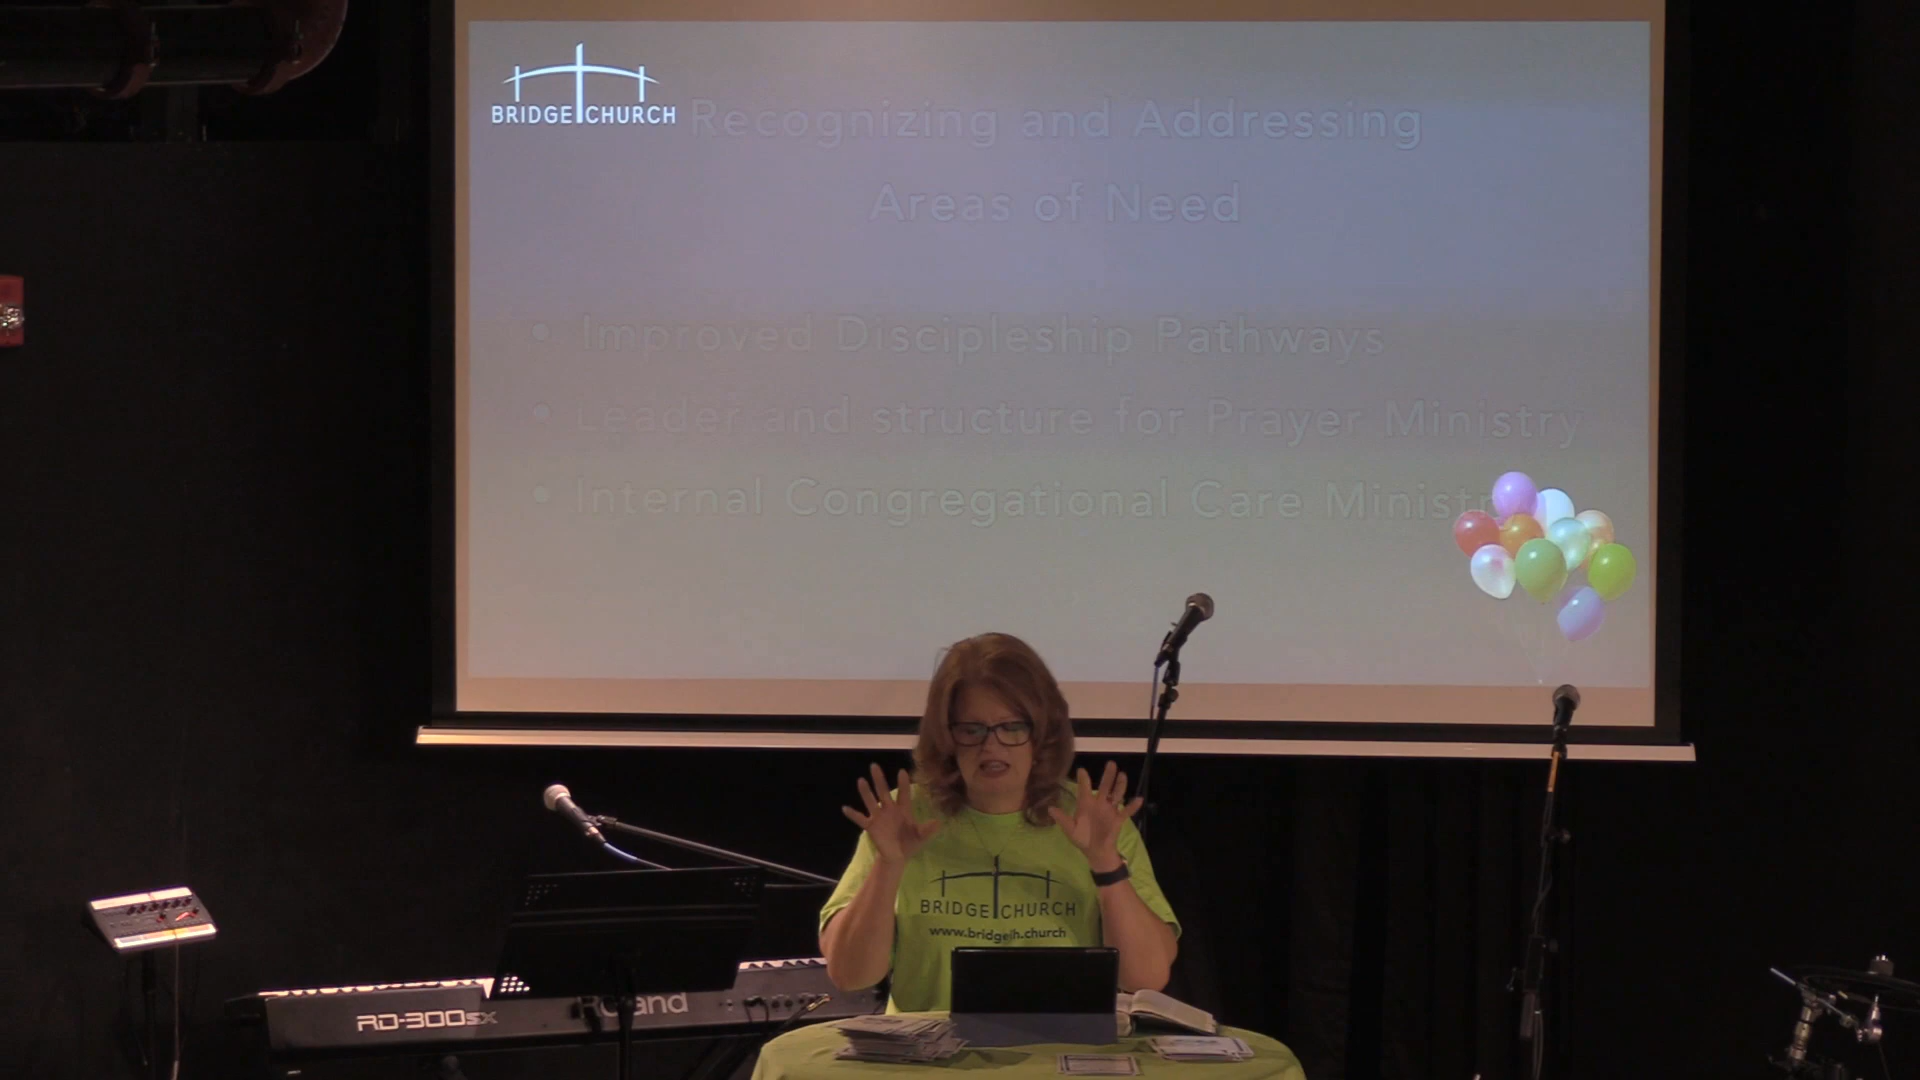 BRIDGE CHURCH
Recognizing and Addressing
Areas of Need
• Improved Discipleship Pathways
• Leader and structure for Prayer Ministry
• Internal Congregational Care Ministr
BRIDGE CHURCH
www.bridgejh.church
RD-300SX
Roland